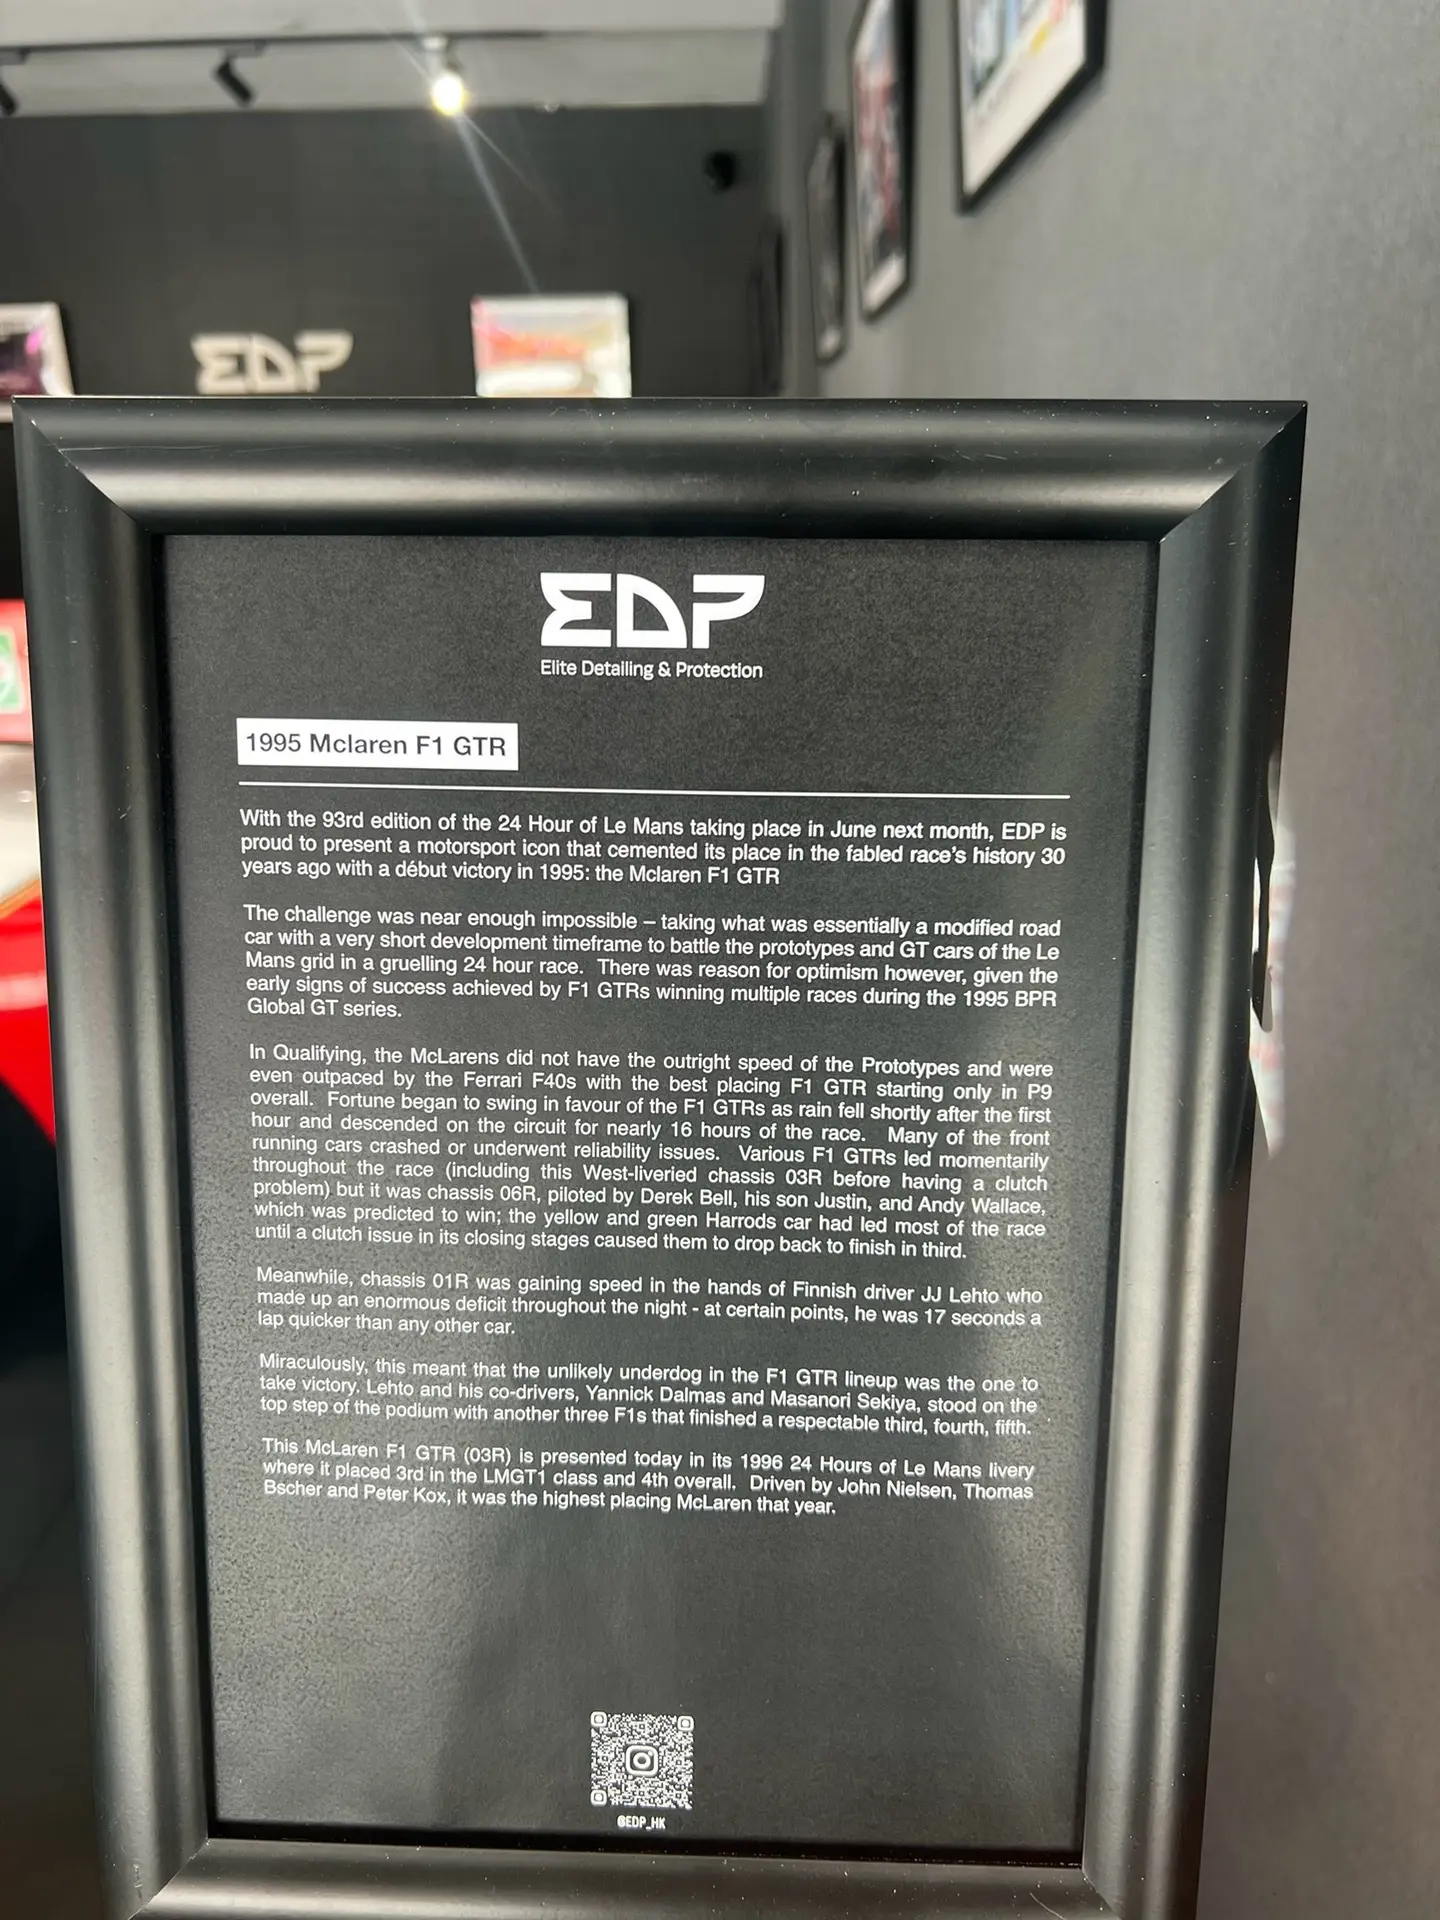 EDP
EDP
Elite Detailing & Protection
1995 Mclaren F1 GTR
With the 93rd edition of the 24 Hour of Le Mans taking place in June next month, EDP is
proud to present a motorsport icon that cemented its place in the fabled race's history 30
years ago with a début victory in 1995: the Mclaren F1 GTR
The challenge was near enough impossible – taking what was essentially a modified road
car with a very short development timeframe to battle the prototypes and GT cars of the Le
Mans grid in a gruelling 24 hour race. There was reason for optimism however, given the
early signs of success achieved by F1 GTRs winning multiple races during the 1995 BPR
Global GT series.
In Qualifying, the McLarens did not have the outright speed of the Prototypes and were
even outpaced by the Ferrari F40s with the best placing F1 GTR starting only in P9
overall. Fortune began to swing in favour of the F1 GTRs as rain fell shortly after the first
hour and descended on the circuit for nearly 16 hours of the race. Many of the front
running cars crashed or underwent reliability issues. Various F1 GTRs led momentarily
throughout the race (including this West-liveried chassis 03R before having a clutch
problem) but it was chassis 06R, piloted by Derek Bell, his son Justin, and Andy Wallace,
which was predicted to win; the yellow and green Harrods car had led most of the race
until a clutch issue in its closing stages caused them to drop back to finish in third.
Meanwhile, chassis 01R was gaining speed in the hands of Finnish driver JJ Lehto who
made up an enormous deficit throughout the night - at certain points, he was 17 seconds a
lap quicker than any other car.
Miraculously, this meant that the unlikely underdog in the F1 GTR lineup was the one to
take victory. Lehto and his co-drivers, Yannick Dalmas and Masanori Sekiya, stood on the
top step of the podium with another three F1s that finished a respectable third, fourth, fifth.
This McLaren F1 GTR (03R) is presented today in its 1996 24 Hours of Le Mans livery
where it placed 3rd in the LMGT1 class and 4th overall. Driven by John Nielsen, Thomas
Bscher and Peter Kox, it was the highest placing McLaren that year.
@EDP_HK